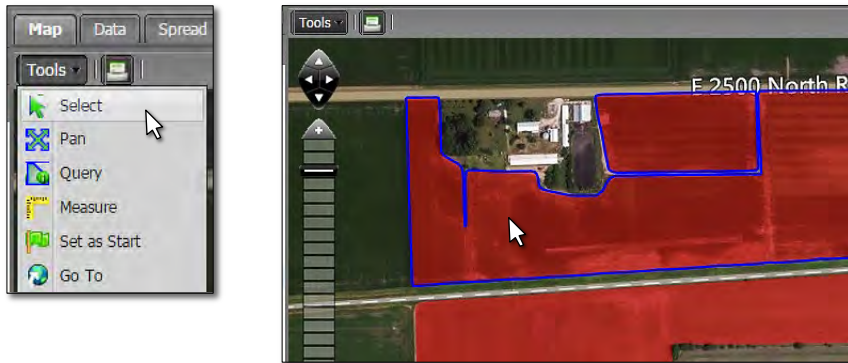 Map Data Spread
Tools
Select
Pan
Query
Measure
Set as Start
Go To
Tools
E 2500 North R